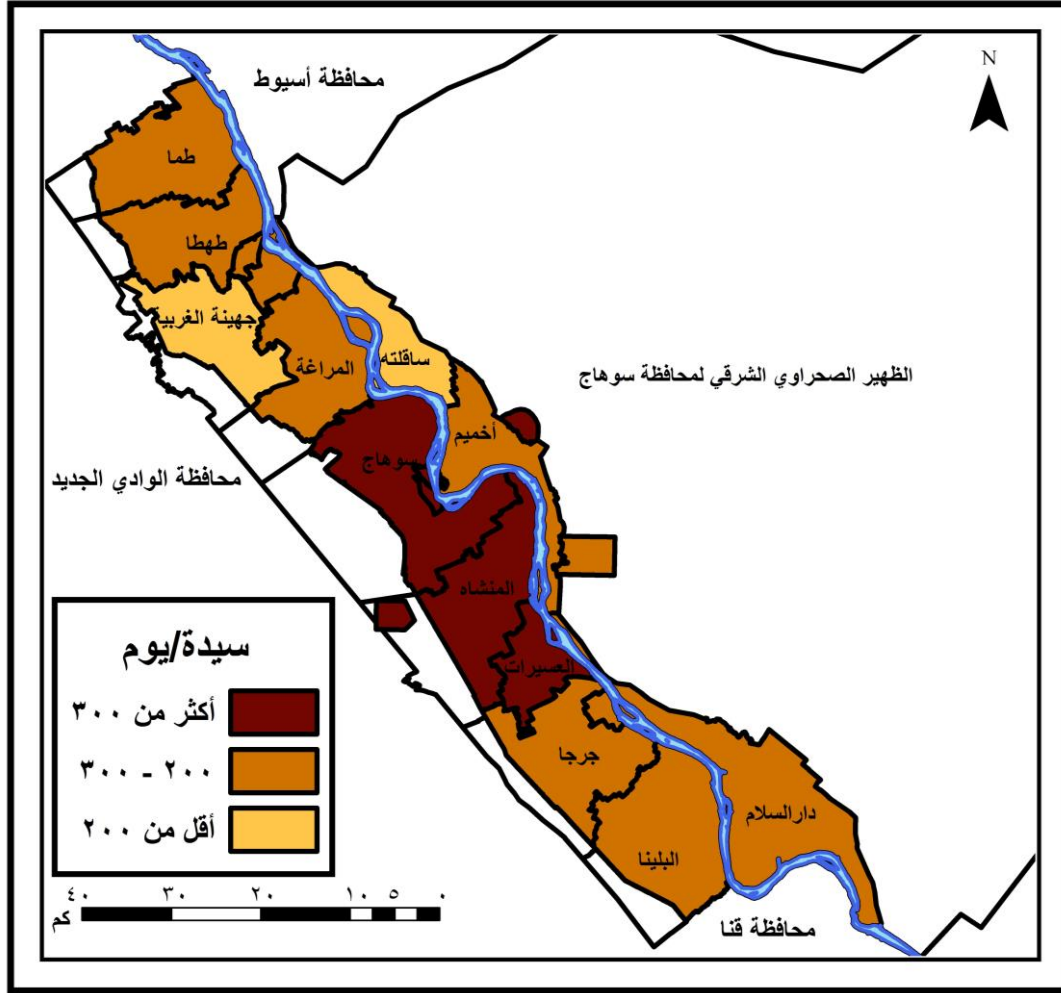 محافظة أسيوط
N
طما
طهطا
جهينة الغربية
ساقلته
المراغة
الظهير الصحراوي الشرقي لمحافظة سوهاج
أخميم
سوهاج
محافظة الوادي الجديد
المنشاه
العسيرات
جرجا
دارالسلام
البلينا
محافظة قنا
سيدة/يوم
أكثر من ٣٠٠
٢٠٠ - ٣٠٠
أقل من ٢٠٠
٤٠ ٣٠ ٢٠ ١٠ ٥ ٠
كم